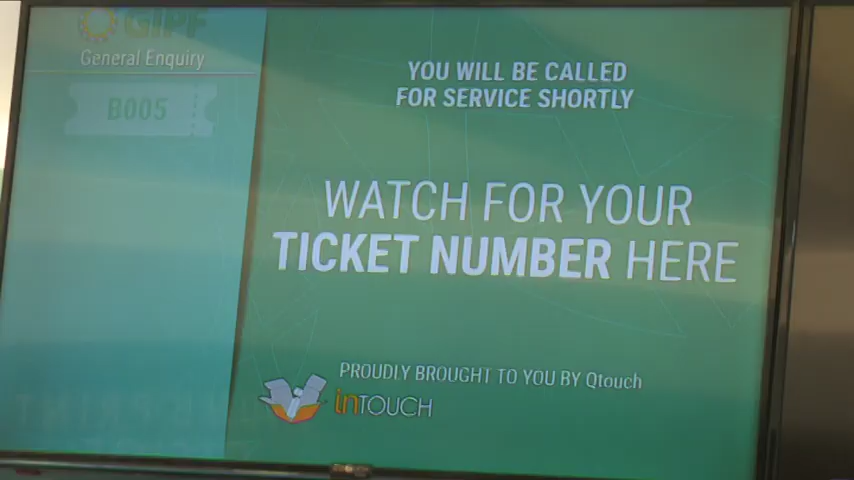 GIPF
General Enquiry
B005
YOU WILL BE CALLED
FOR SERVICE SHORTLY
WATCH FOR YOUR
TICKET NUMBER HERE
PROUDLY BROUGHT TO YOU BY Qtouch
inTOUCH